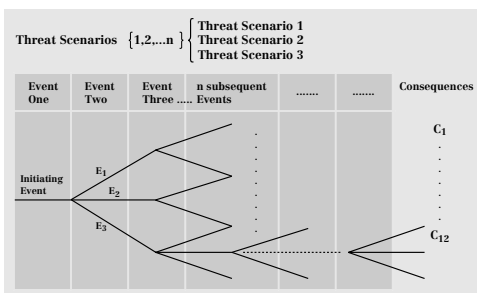 Threat Scenarios {1,2,...n }
Threat Scenario 1
Threat Scenario 2
Threat Scenario 3
Event One
Event Two
Event Three .....
n subsequent Events
.......
.......
Consequences
Initiating Event
E1
E2
E3
C1
C12